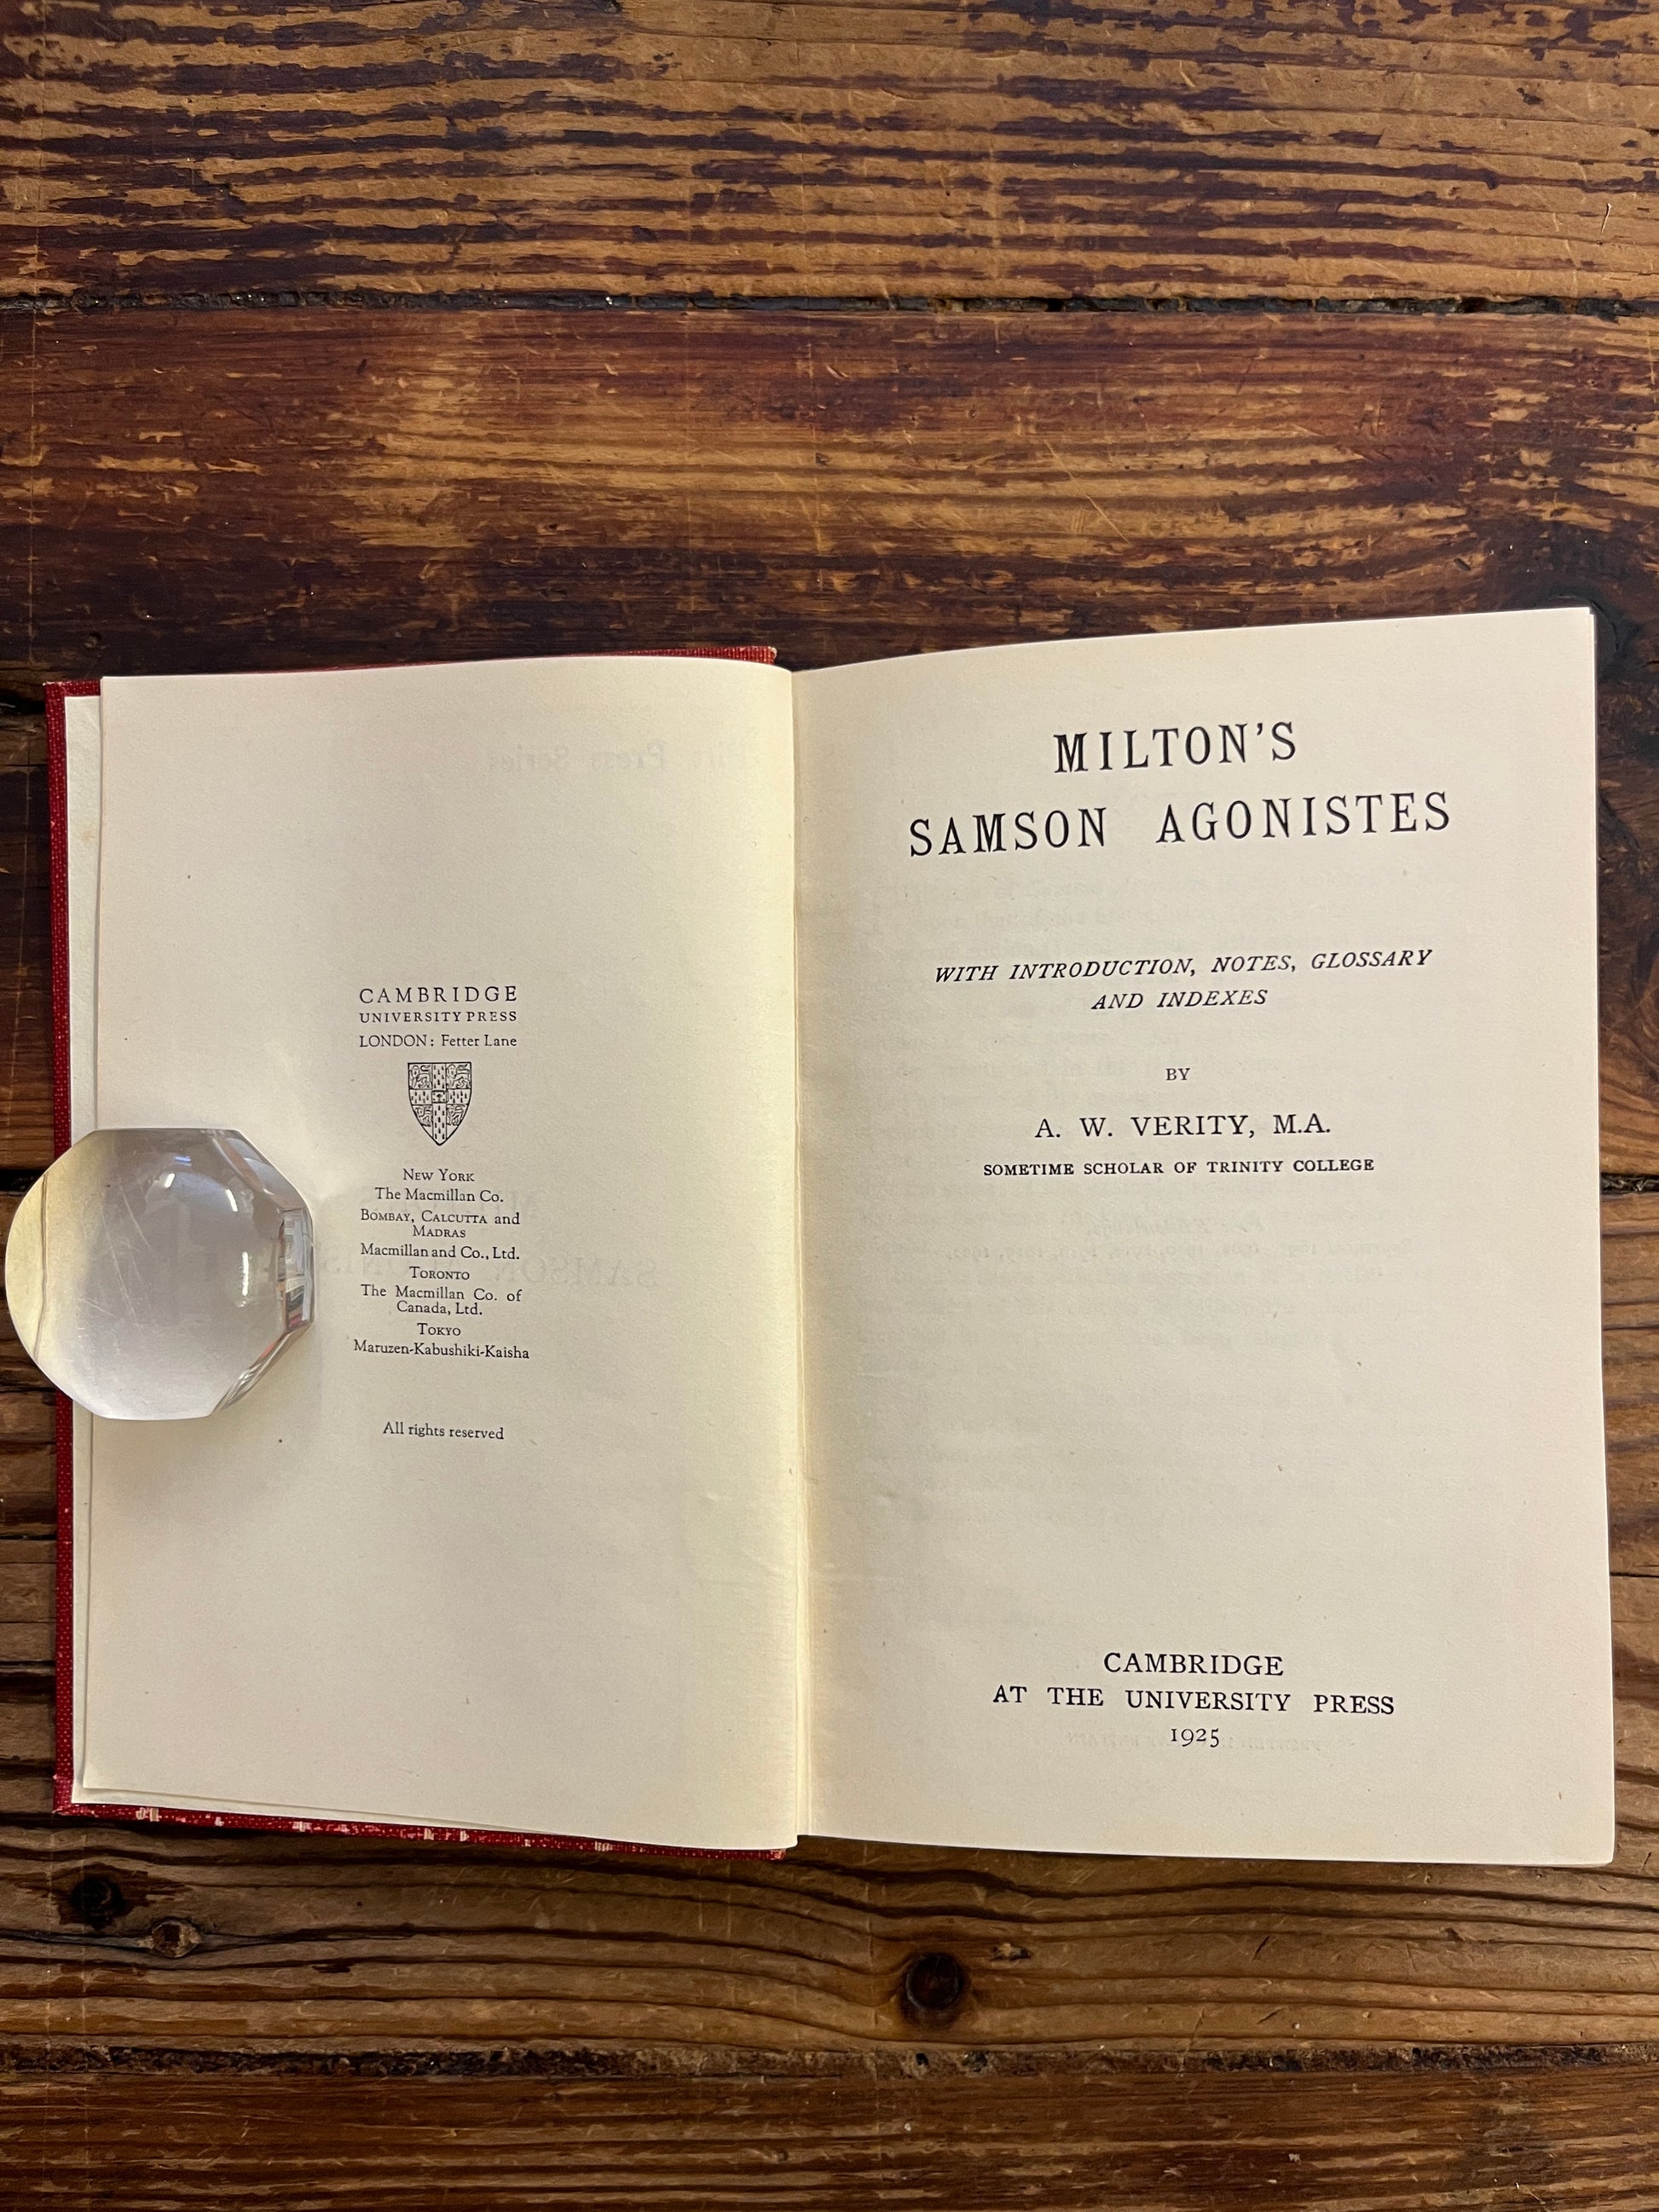 CAMBRIDGE
UNIVERSITY PRESS
LONDON: Fetter Lane
NEW YORK
The Macmillan Co.
BOMBAY, CALCUTTA and
MADRAS
Macmillan and Co., Ltd.
TORONTO
The Macmillan Co. of
Canada, Ltd.
TOKYO
Maruzen-Kabushiki-Kaisha
All rights reserved
MILTON'S
SAMSON AGONISTES
WITH INTRODUCTION, NOTES, GLOSSARY
AND INDEXES
BY
A. W. VERITY, M.A.
SOMETIME SCHOLAR OF TRINITY COLLEGE
CAMBRIDGE
AT THE UNIVERSITY PRESS
1925